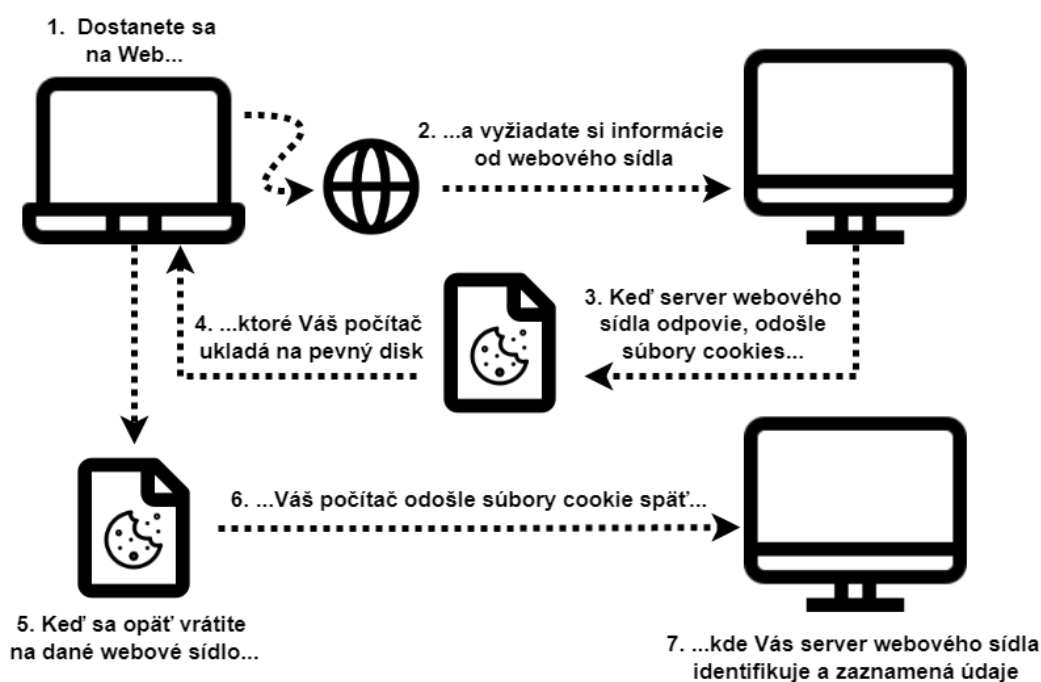 1. Dostanete sa
na Web...
2. ...a vyžiadate si informácie
od webového sídla
3. Keď server webového
sídla odpovie, odošle
súbory cookies...
4. ...ktoré Váš počítač
ukladá na pevný disk
5. Keď sa opäť vrátite
na dané webové sídlo...
6. ...Váš počítač odošle súbory cookie späť...
7. ...kde Vás server webového sídla
identifikuje a zaznamená údaje